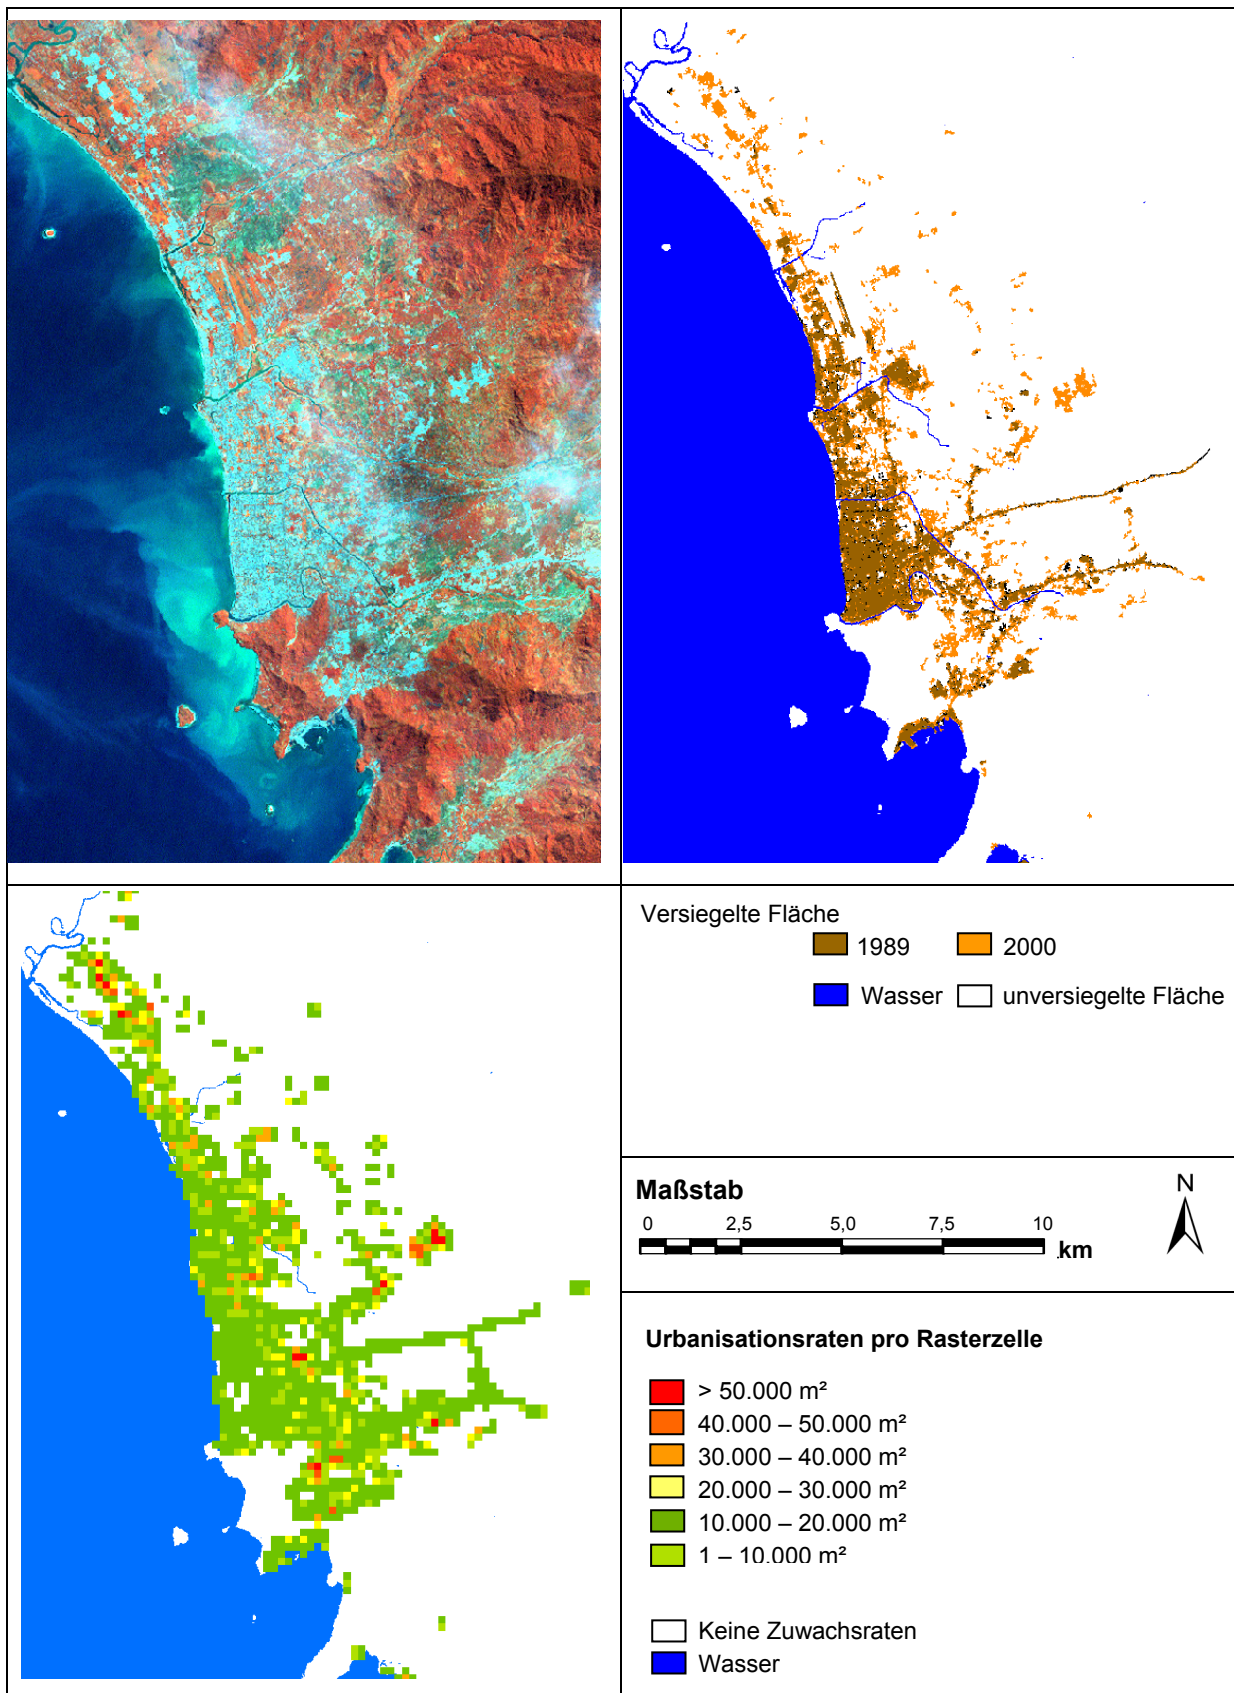 Versiegelte Fläche
1989 2000
Wasser unversiegelte Fläche
Maßstab
N
0 2,5 5,0 7,5 10
km
Urbanisationsraten pro Rasterzelle
> 50.000 m²
40.000 – 50.000 m²
30.000 – 40.000 m²
20.000 – 30.000 m²
10.000 – 20.000 m²
1 – 10.000 m²
Keine Zuwachsraten
Wasser